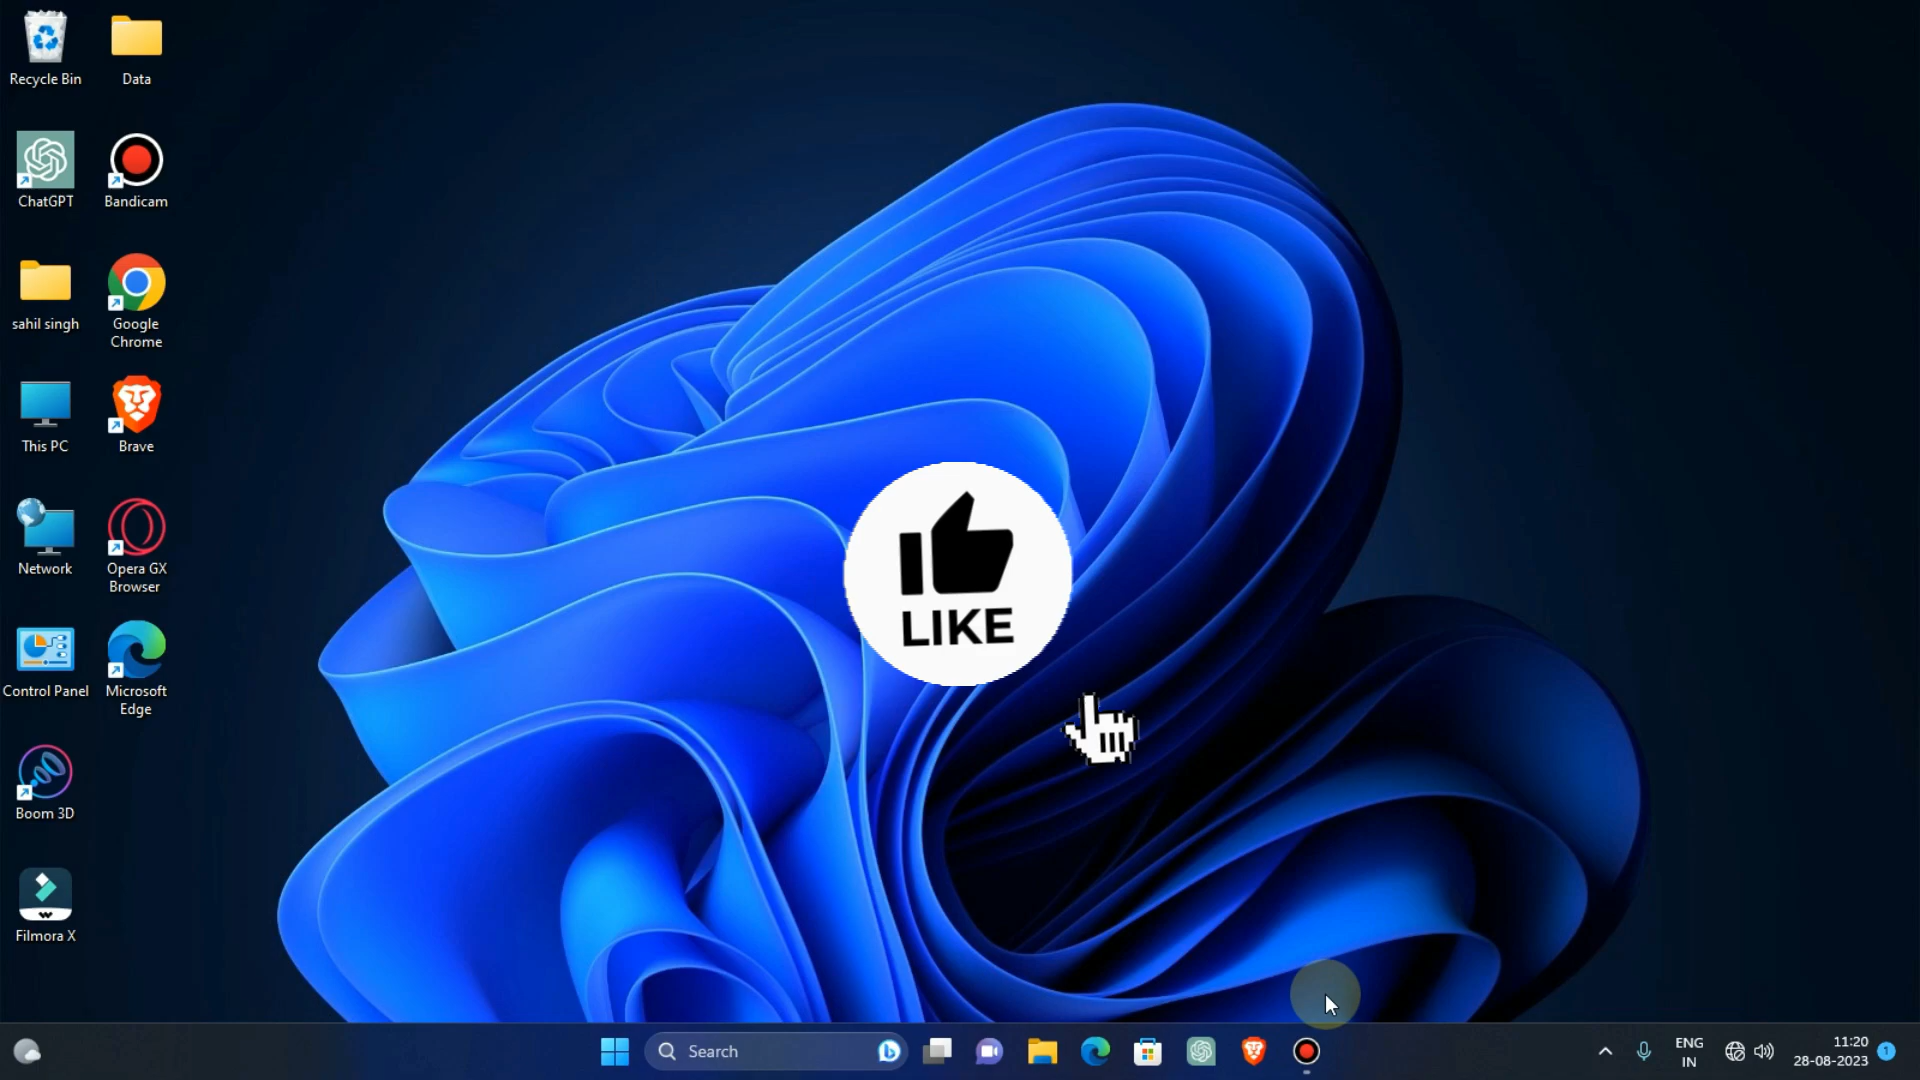 Recycle Bin
Data
ChatGPT
Bandicam
sahil singh
Google
Chrome
This PC
Brave
Network
Opera GX
Browser
Control Panel
Microsoft
Edge
Boom 3D
Filmora X
LIKE
Search
ENG
IN
11:20
28-08-2023
1